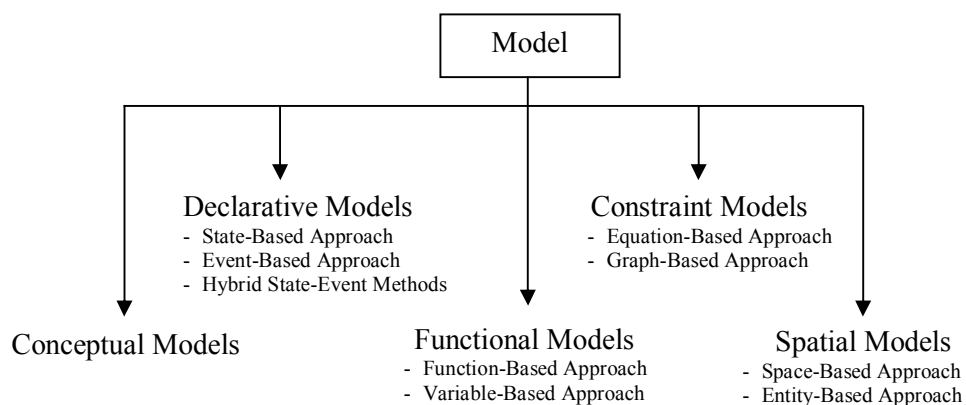 Model
Declarative Models
- State-Based Approach
- Event-Based Approach
- Hybrid State-Event Methods
Constraint Models
- Equation-Based Approach
- Graph-Based Approach
Conceptual Models
Functional Models
- Function-Based Approach
- Variable-Based Approach
Spatial Models
- Space-Based Approach
- Entity-Based Approach